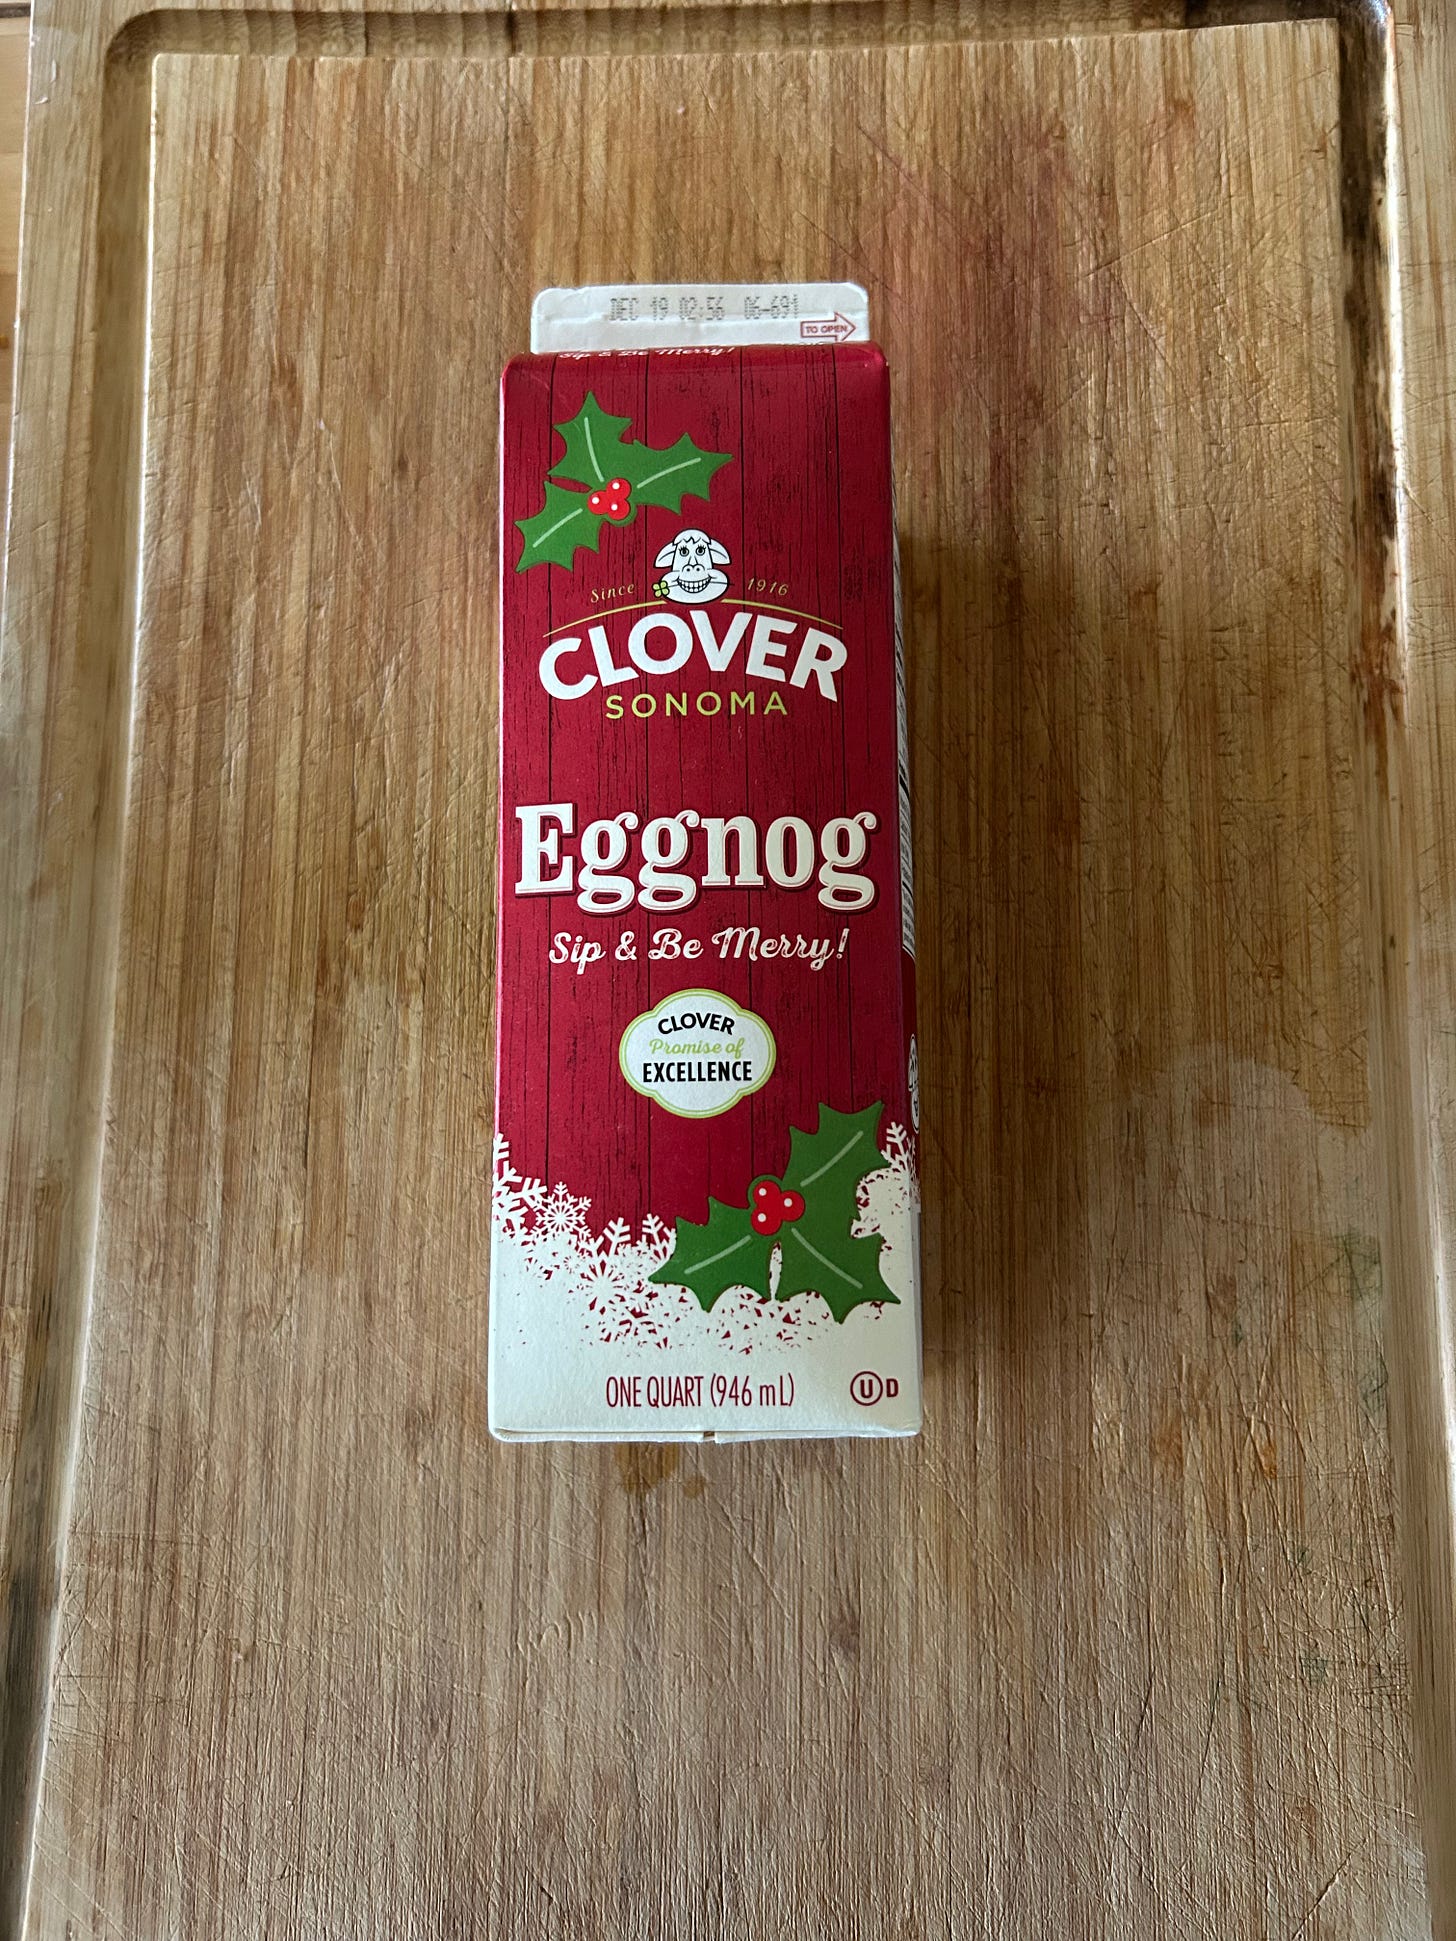 DEC 19 02:56 06-691
TO OPEN
Sip & Be Merry!
Since 1916
CLOVER
SONOMA
Eggnog
Sip & Be Merry!
CLOVER
Promise of
EXCELLENCE
ONE QUART (946 mL)
U D